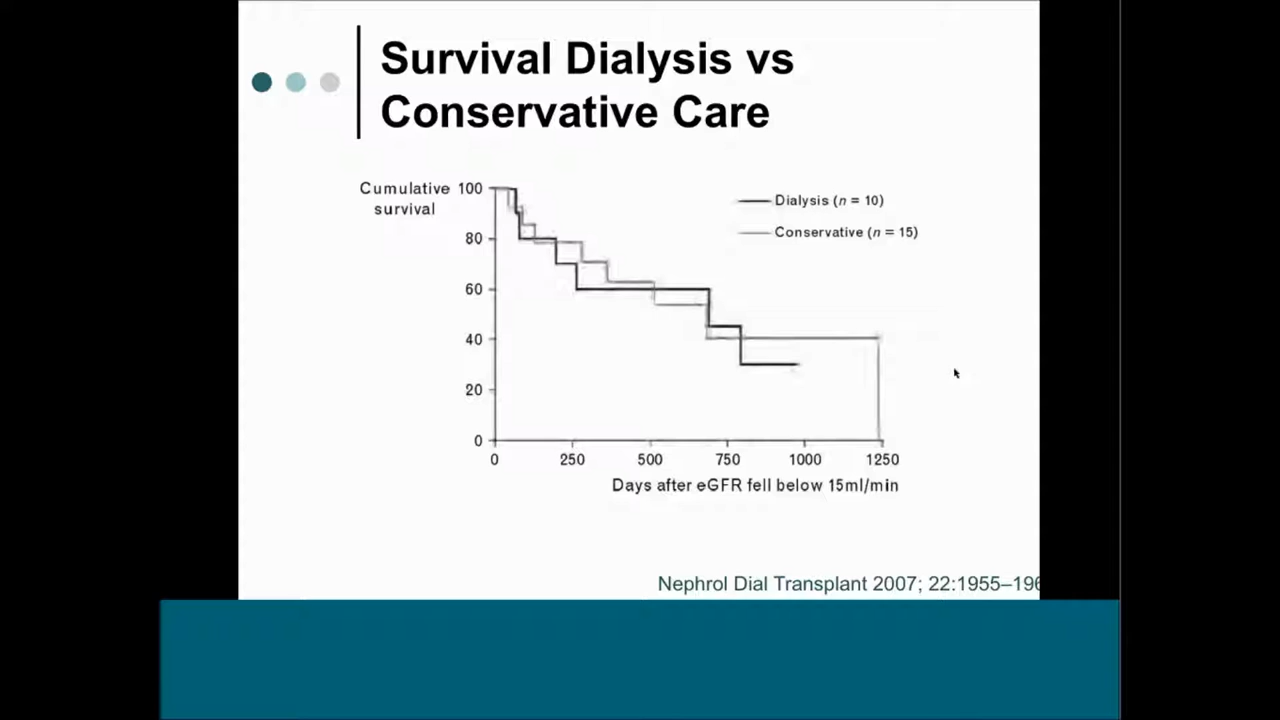 Survival Dialysis vs
Conservative Care
Cumulative
survival
100
80
60
40
20
0
Dialysis (n = 10)
Conservative (n = 15)
0 250 500 750 1000 1250
Days after eGFR fell below 15ml/min
Nephrol Dial Transplant 2007; 22:1955–196